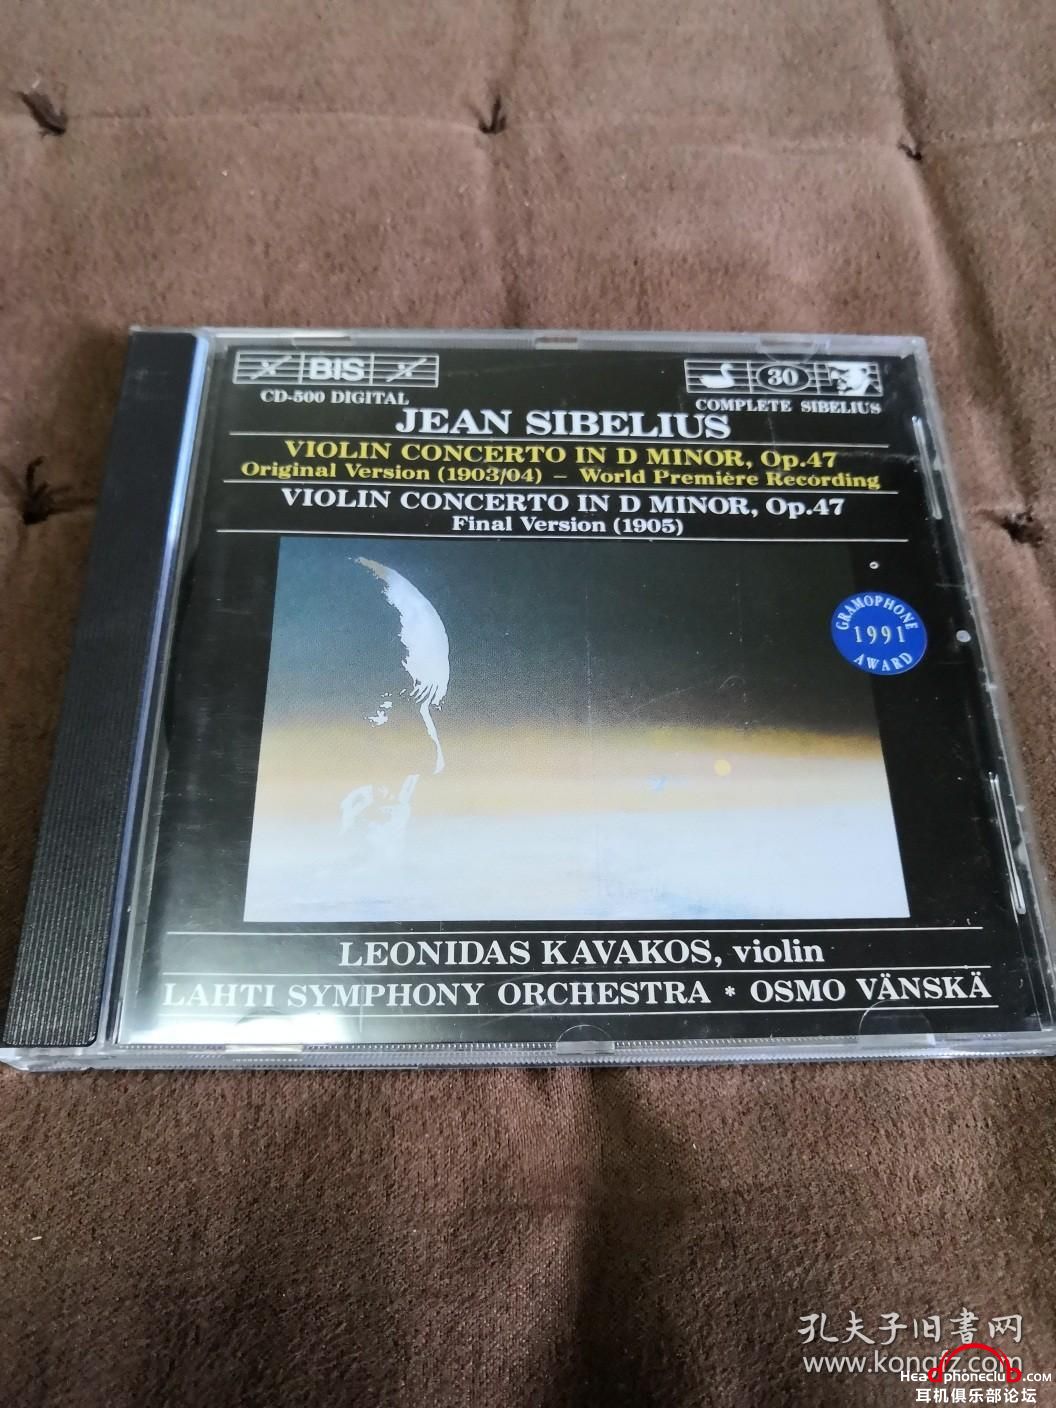 BIS
CD-500 DIGITAL
30
COMPLETE SIBELIUS
JEAN SIBELIUS
VIOLIN CONCERTO IN D MINOR, Op.47
Original Version (1903/04) – World Première Recording
VIOLIN CONCERTO IN D MINOR, Op.47
Final Version (1905)
GRAMOPHONE
1991
AWARD
LEONIDAS KAVAKOS, violin
LAHTI SYMPHONY ORCHESTRA * OSMO VÄNSKÄ
孔夫子旧書网
www.kongfz.com
Headphoneclub.com
耳机俱乐部论坛